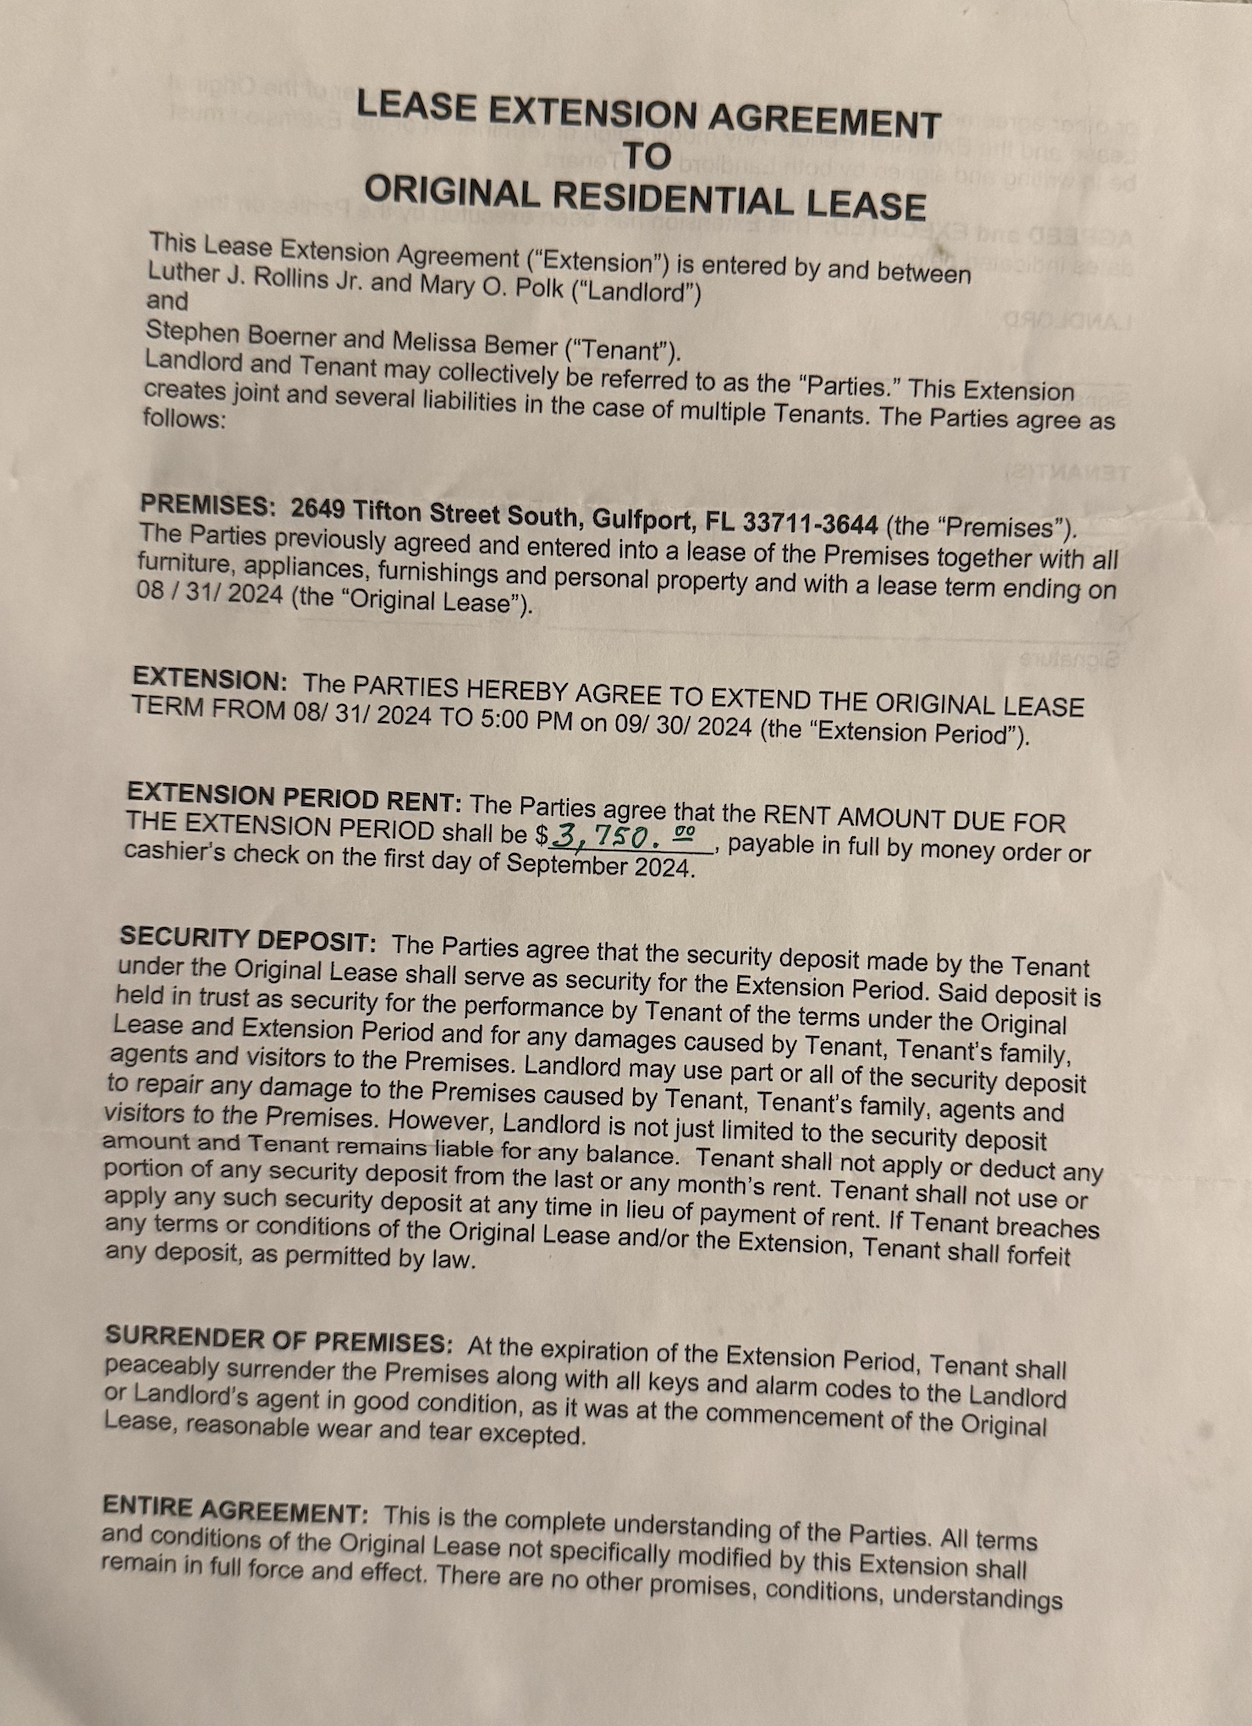 LEASE EXTENSION AGREEMENT
TO
ORIGINAL RESIDENTIAL LEASE
This Lease Extension Agreement (“Extension”) is entered by and between
Luther J. Rollins Jr. and Mary O. Polk (“Landlord”)
and
Stephen Boerner and Melissa Bemer (“Tenant”).
Landlord and Tenant may collectively be referred to as the “Parties.” This Extension
creates joint and several liabilities in the case of multiple Tenants. The Parties agree as
follows:
PREMISES: 2649 Tifton Street South, Gulfport, FL 33711-3644 (the “Premises”).
The Parties previously agreed and entered into a lease of the Premises together with all
furniture, appliances, furnishings and personal property and with a lease term ending on
08 / 31/ 2024 (the “Original Lease”).
EXTENSION: The PARTIES HEREBY AGREE TO EXTEND THE ORIGINAL LEASE
TERM FROM 08/ 31/ 2024 TO 5:00 PM on 09/ 30/ 2024 (the “Extension Period”).
EXTENSION PERIOD RENT: The Parties agree that the RENT AMOUNT DUE FOR
THE EXTENSION PERIOD shall be $3,750.00, payable in full by money order or
cashier’s check on the first day of September 2024.
SECURITY DEPOSIT: The Parties agree that the security deposit made by the Tenant
under the Original Lease shall serve as security for the Extension Period. Said deposit is
held in trust as security for the performance by Tenant of the terms under the Original
Lease and Extension Period and for any damages caused by Tenant, Tenant’s family,
agents and visitors to the Premises. Landlord may use part or all of the security deposit
to repair any damage to the Premises caused by Tenant, Tenant’s family, agents and
visitors to the Premises. However, Landlord is not just limited to the security deposit
amount and Tenant remains liable for any balance. Tenant shall not apply or deduct any
portion of any security deposit from the last or any month’s rent. Tenant shall not use or
apply any such security deposit at any time in lieu of payment of rent. If Tenant breaches
any terms or conditions of the Original Lease and/or the Extension, Tenant shall forfeit
any deposit, as permitted by law.
SURRENDER OF PREMISES: At the expiration of the Extension Period, Tenant shall
peaceably surrender the Premises along with all keys and alarm codes to the Landlord
or Landlord’s agent in good condition, as it was at the commencement of the Original
Lease, reasonable wear and tear excepted.
ENTIRE AGREEMENT: This is the complete understanding of the Parties. All terms
and conditions of the Original Lease not specifically modified by this Extension shall
remain in full force and effect. There are no other promises, conditions, understandings